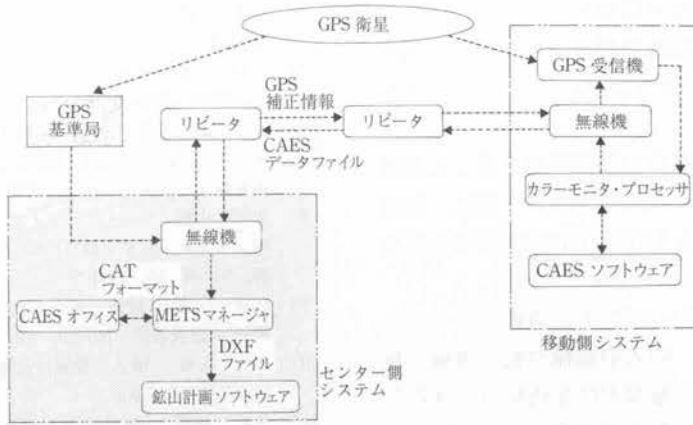 GPS 衛星
GPS 受信機
GPS
基準局
リピータ
GPS
補正情報
リピータ
無線機
CAES
データファイル
カラーモニタ・プロセッサ
無線機
CAT
フォーマット
CAES ソフトウェア
CAES オフィス
METS マネージャ
移動側システム
DXF
ファイル
センター側
システム
鉱山計画ソフトウェア